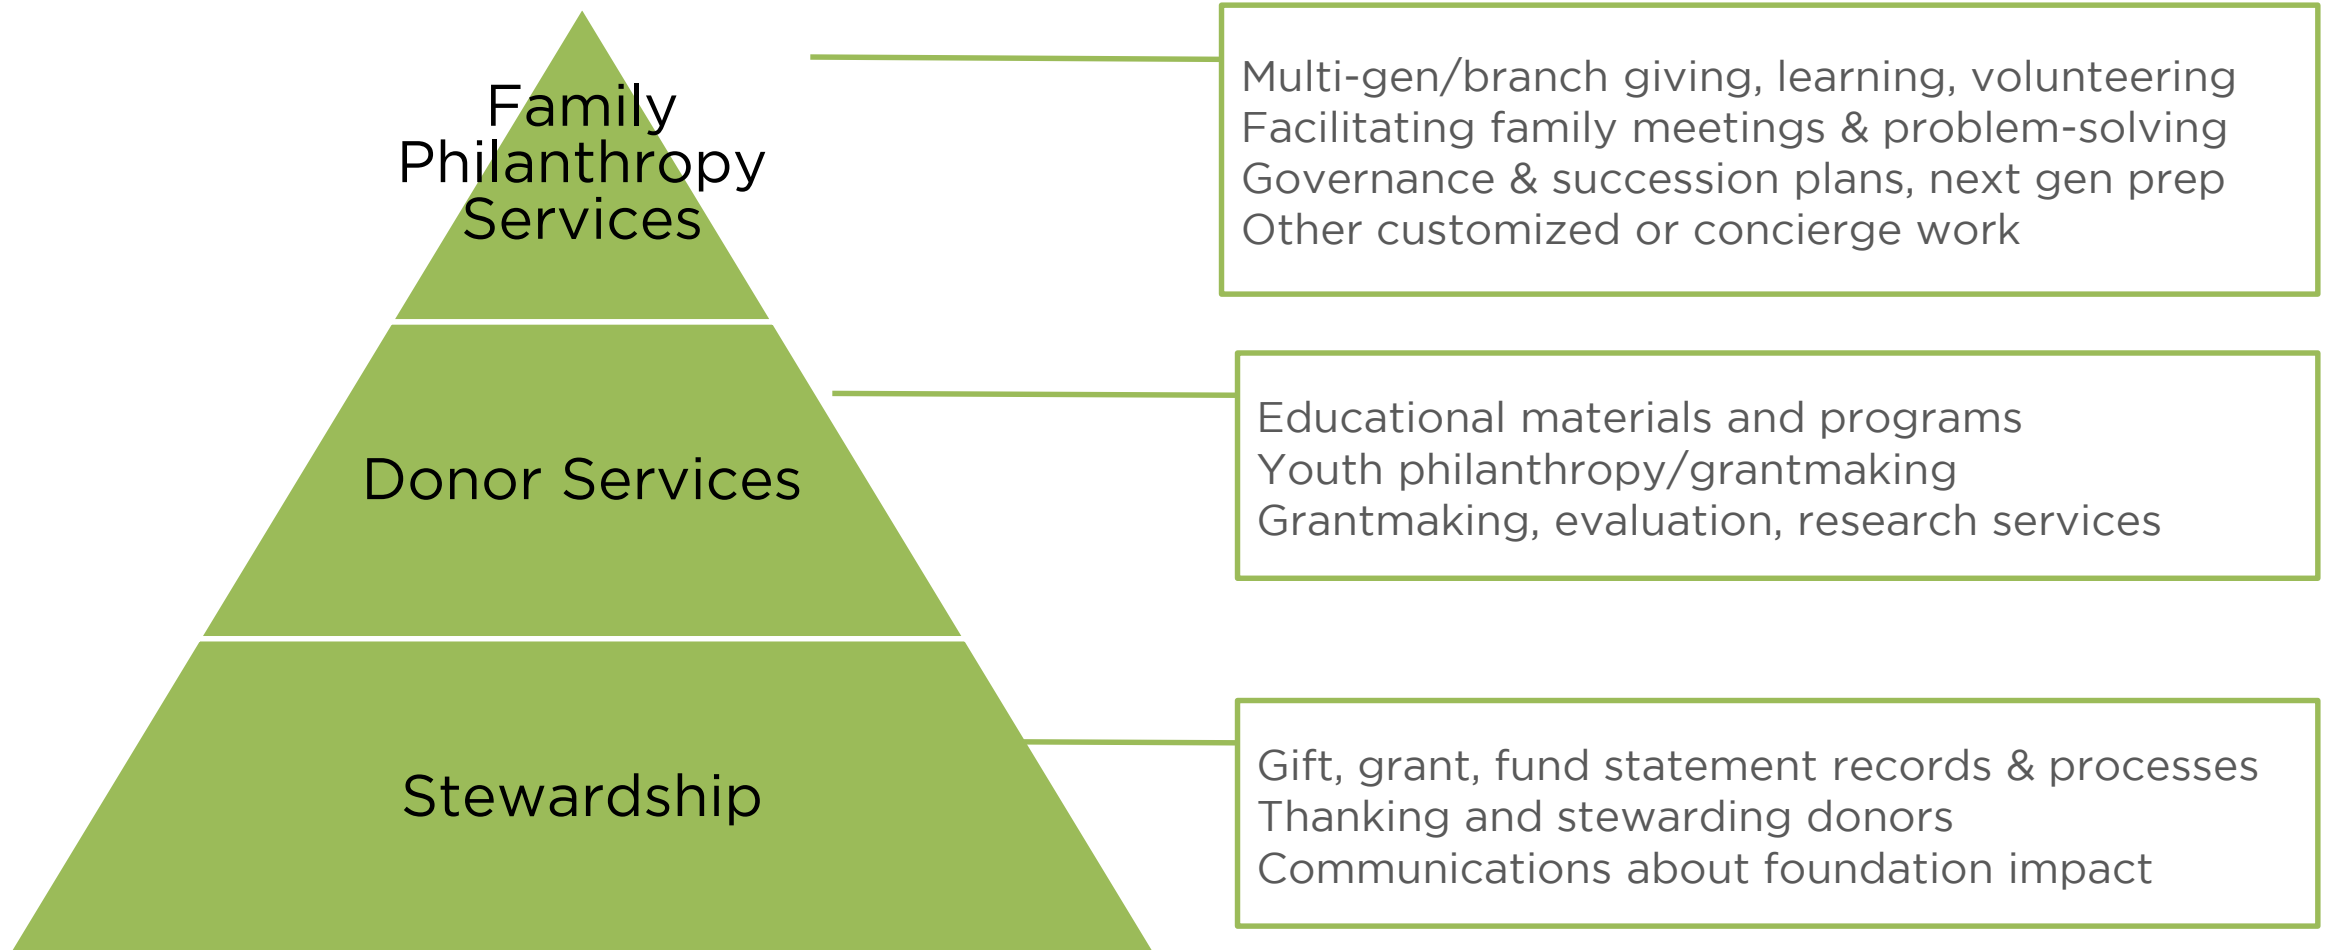 Family
Philanthropy
Services
Multi-gen/branch giving, learning, volunteering
Facilitating family meetings & problem-solving
Governance & succession plans, next gen prep
Other customized or concierge work
Donor Services
Educational materials and programs
Youth philanthropy/grantmaking
Grantmaking, evaluation, research services
Stewardship
Gift, grant, fund statement records & processes
Thanking and stewarding donors
Communications about foundation impact